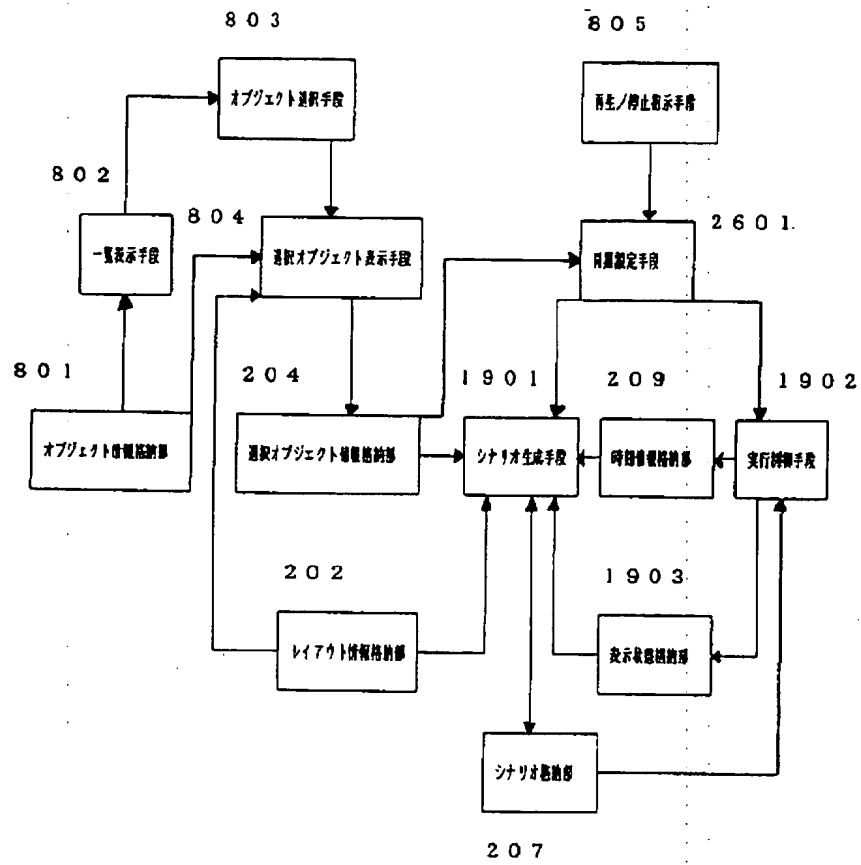 ８０３
８０５
オブジェクト選択手段
再生／停止指示手段
８０２
８０４
２６０１
一覧表示手段
選択オブジェクト表示手段
設定手段
８０１
２０４
１９０１
２０９
１９０２
オブジェクト情報格納部
選択オブジェクト情報格納部
シナリオ生成手段
時間情報格納部
実行制御手段
２０２
１９０３
レイアウト情報格納部
表示状態格納部
シナリオ格納部
２０７